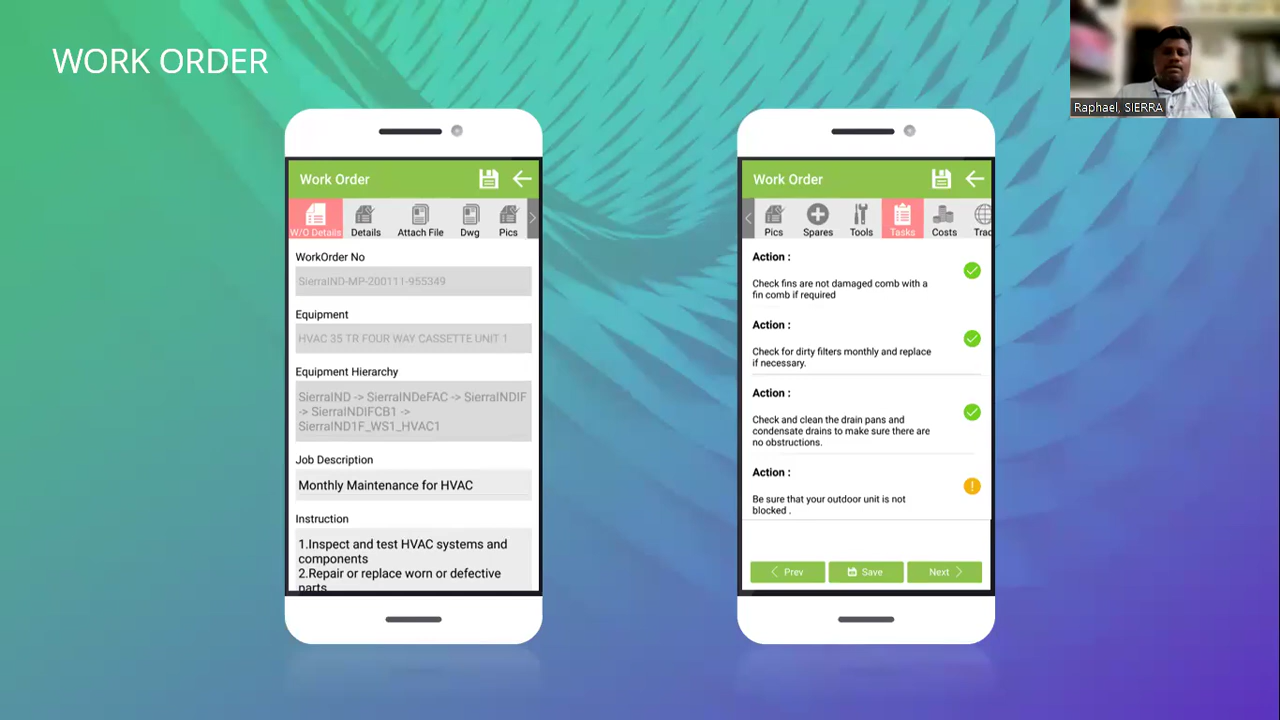 WORK ORDER
Raphael, SIERRA
Work Order
W/O Details
Details
Attach File
Dwg
Pics
WorkOrder No
SierraIND-MP-200111-955349
Equipment
HVAC 35 TR FOUR WAY CASSETTE UNIT 1
Equipment Hierarchy
SierraIND -> SierraINDeFAC -> SierraINDIF
-> SierraINDIFCB1 ->
SierraIND1F_WS1_HVAC1
Job Description
Monthly Maintenance for HVAC
Instruction
1.Inspect and test HVAC systems and
components
2.Repair or replace worn or defective
parts
Work Order
Pics
Spares
Tools
Tasks
Costs
Trac
Action :
Check fins are not damaged comb with a
fin comb if required
Action :
Check for dirty filters monthly and replace
if necessary.
Action :
Check and clean the drain pans and
condensate drains to make sure there are
no obstructions.
Action :
Be sure that your outdoor unit is not
blocked .
Prev
Save
Next